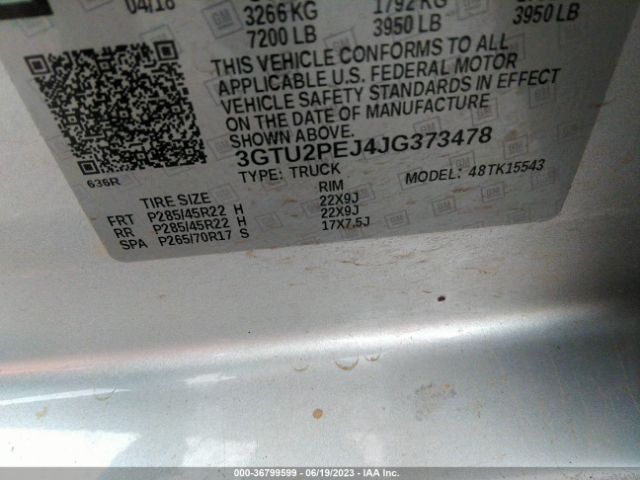 04/18
3266 KG 1792 KG
7200 LB 3950 LB 3950 LB
THIS VEHICLE CONFORMS TO ALL
APPLICABLE U.S. FEDERAL MOTOR
VEHICLE SAFETY STANDARDS IN EFFECT
ON THE DATE OF MANUFACTURE
SHOWN ABOVE.
3GTU2PEJ4JG373478
TYPE: TRUCK MODEL: 48TK15543
636R
TIRE SIZE RIM
FRT P285/45R22 H 22X9J
RR P285/45R22 H 22X9J
SPA P265/70R17 S 17X7.5J
GM
000-36799599 — 06/19/2023 — IAA Inc.